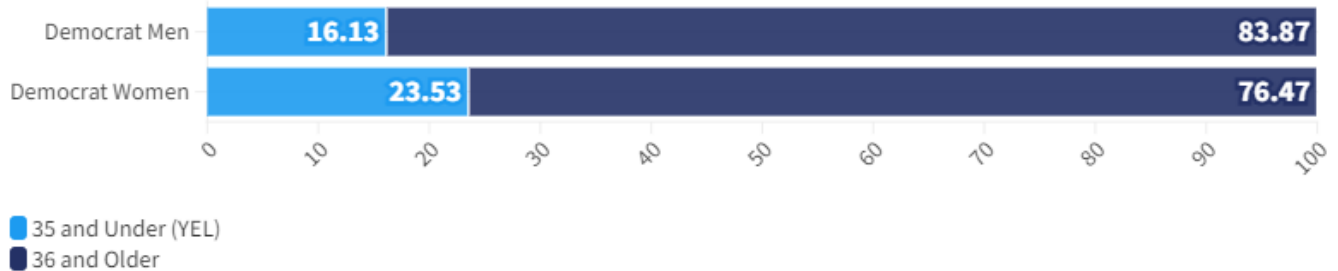 Democrat Men 16.13 83.87
Democrat Women 23.53 76.47
0 10 20 30 40 50 60 70 80 90 100
35 and Under (YEL)
36 and Older